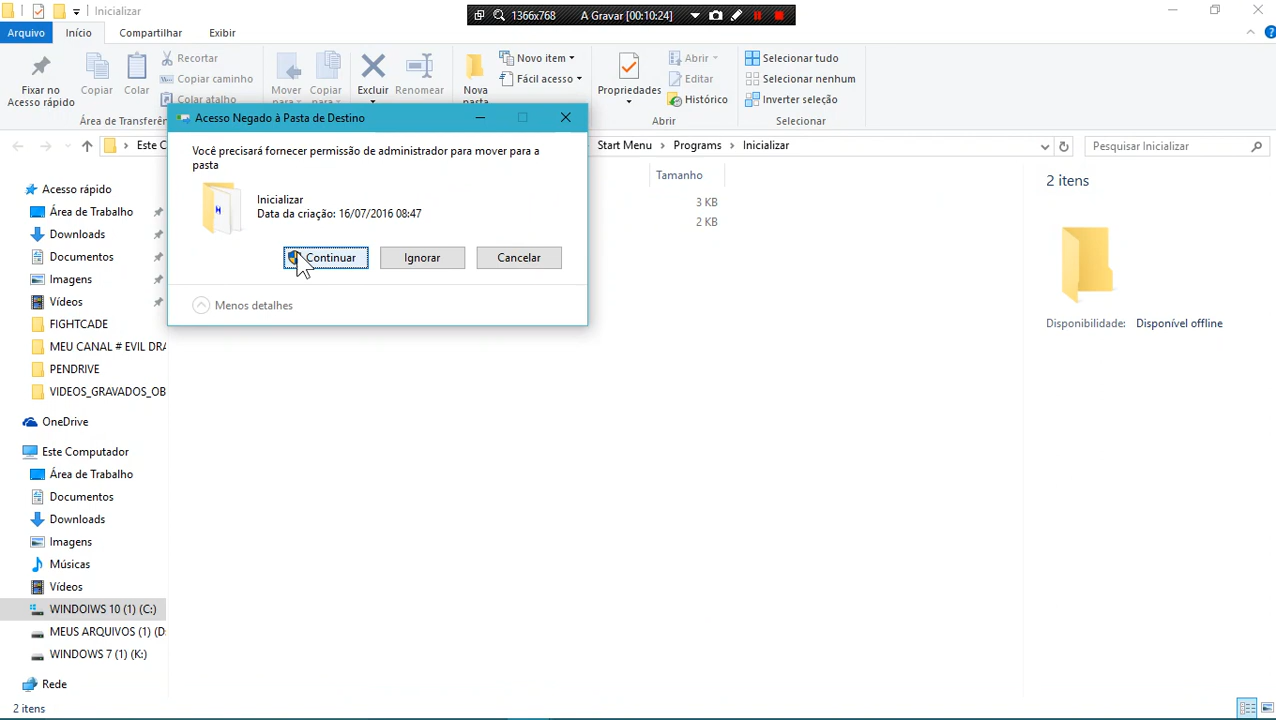 Inicializar
1366x768 A Gravar [00:10:24]
Arquivo Início Compartilhar Exibir
Fixar no
Acesso rápido
Copiar
Colar
Recortar
Copiar caminho
Colar atalho
Mover
para
Copiar
para
Excluir
Renomear
Nova
pasta
Novo item
Fácil acesso
Propriedades
Abrir
Editar
Histórico
Selecionar tudo
Selecionar nenhum
Inverter seleção
Área de Transferên
Abrir
Selecionar
Este C
Start Menu > Programs > Inicializar
Pesquisar Inicializar
Acesso Negado à Pasta de Destino
Você precisará fornecer permissão de administrador para mover para a
pasta
Inicializar
Data da criação: 16/07/2016 08:47
Continuar Ignorar Cancelar
Menos detalhes
Tamanho
3 KB
2 KB
2 itens
Disponibilidade: Disponível offline
Acesso rápido
Área de Trabalho
Downloads
Documentos
Imagens
Vídeos
FIGHTCADE
MEU CANAL # EVIL DRA
PENDRIVE
VIDEOS_GRAVADOS_OB
OneDrive
Este Computador
Área de Trabalho
Documentos
Downloads
Imagens
Músicas
Vídeos
WINDOIWS 10 (1) (C:)
MEUS ARQUIVOS (1) (D:
WINDOWS 7 (1) (K:)
Rede
2 itens